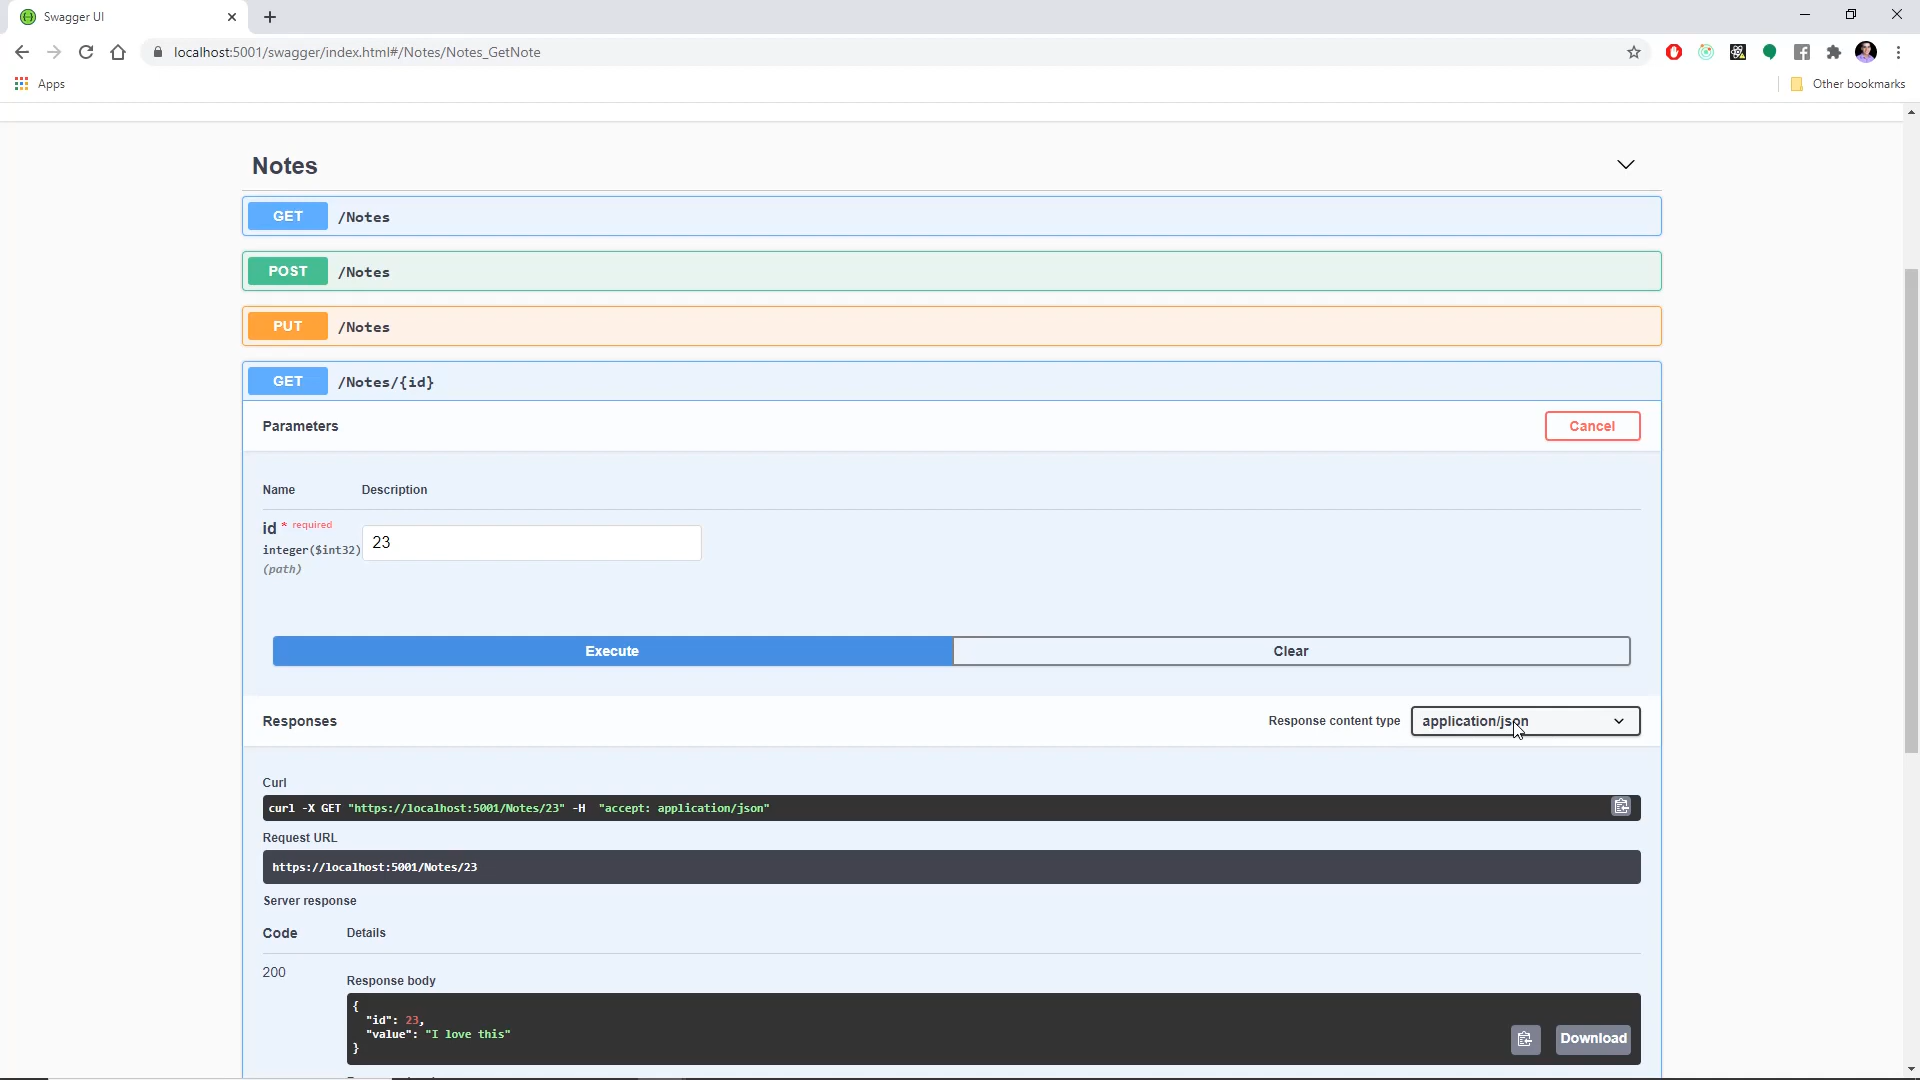 Swagger UI
localhost:5001/swagger/index.html#/Notes/Notes_GetNote
Apps
Other bookmarks
Notes
GET /Notes
POST /Notes
PUT /Notes
GET /Notes/{id}
Parameters
Cancel
Name Description
id * required
integer($int32)
(path)
23
Execute
Clear
Responses
Response content type
application/json
Curl
curl -X GET "https://localhost:5001/Notes/23" -H  "accept: application/json"
Request URL
https://localhost:5001/Notes/23
Server response
Code Details
200
Response body
{
  "id": 23,
  "value": "I love this"
}
Download